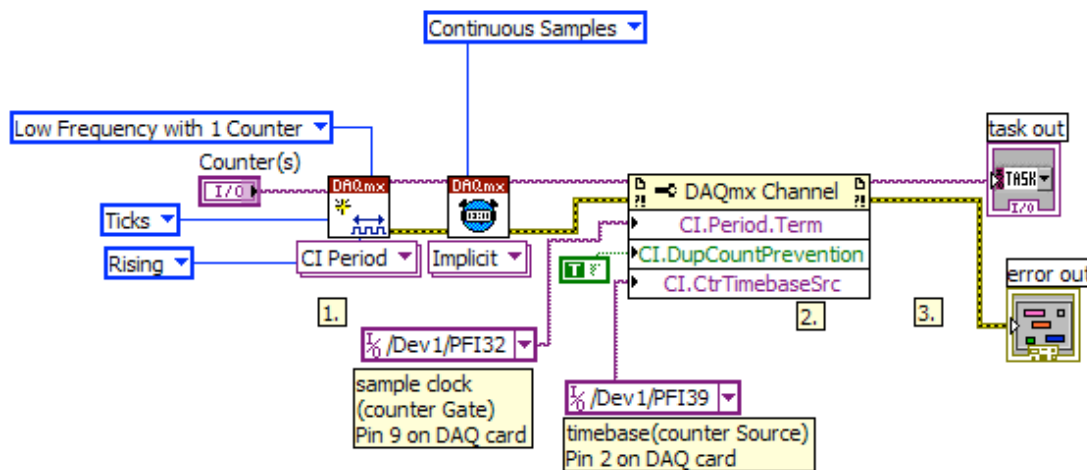 Continuous Samples
Low Frequency with 1 Counter
Counter(s)
I/O
Ticks
Rising
DAQmx
CI Period
DAQmx
Implicit
DAQmx Channel
CI.Period.Term
CI.DupCountPrevention
CI.CtrTimebaseSrc
T
task out
TASK
I/O
error out
1.
2.
3.
I/O /Dev1/PFI32
sample clock
(counter Gate)
Pin 9 on DAQ card
I/O /Dev1/PFI39
timebase(counter Source)
Pin 2 on DAQ card